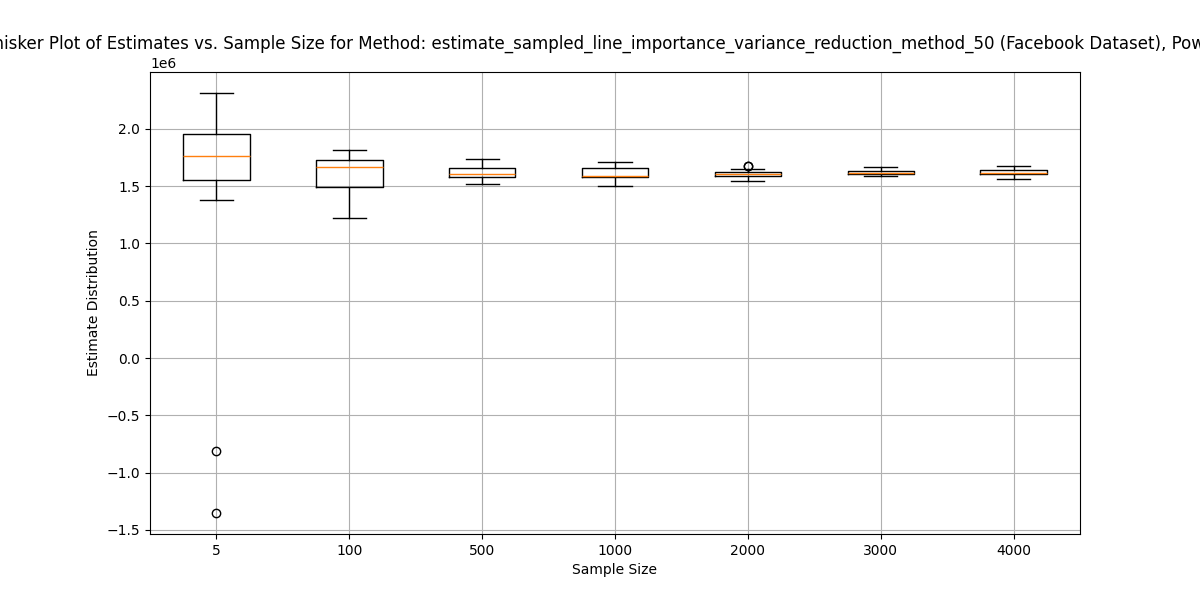 hisker Plot of Estimates vs. Sample Size for Method: estimate_sampled_line_importance_variance_reduction_method_50 (Facebook Dataset), Pow
1e6
2.0
1.5
1.0
0.5
0.0
−0.5
−1.0
−1.5
Estimate Distribution
5 100 500 1000 2000 3000 4000
Sample Size